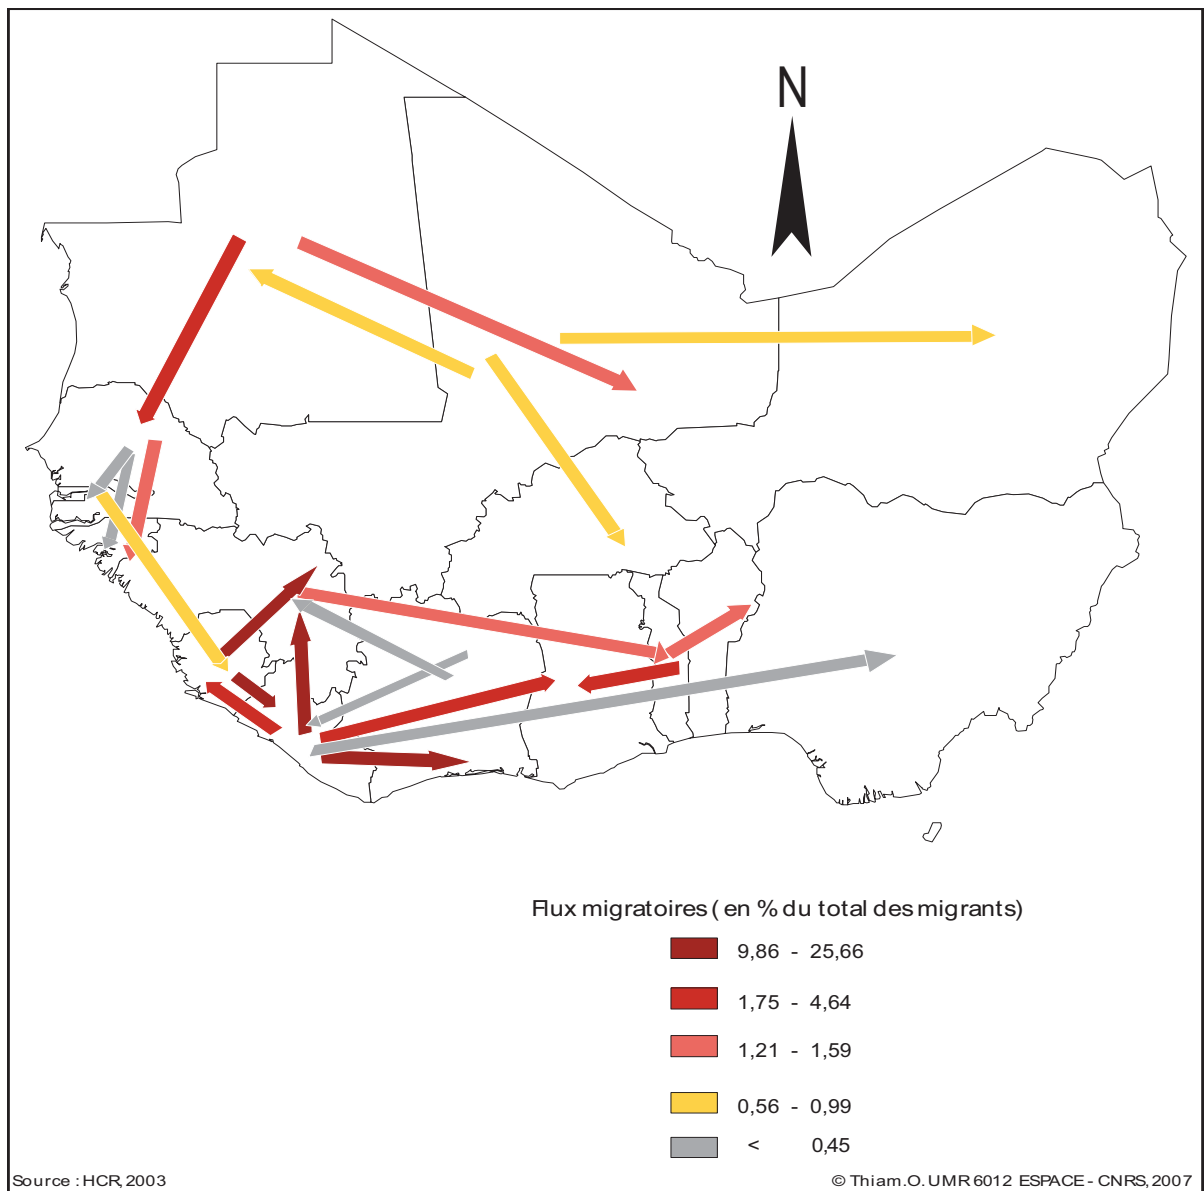 N
Flux migratoires ( en % du total des migrants)
9,86 - 25,66
1,75 - 4,64
1,21 - 1,59
0,56 - 0,99
< 0,45
Source : HCR, 2003
© Thiam.O. UMR 6012 ESPACE - CNRS, 2007